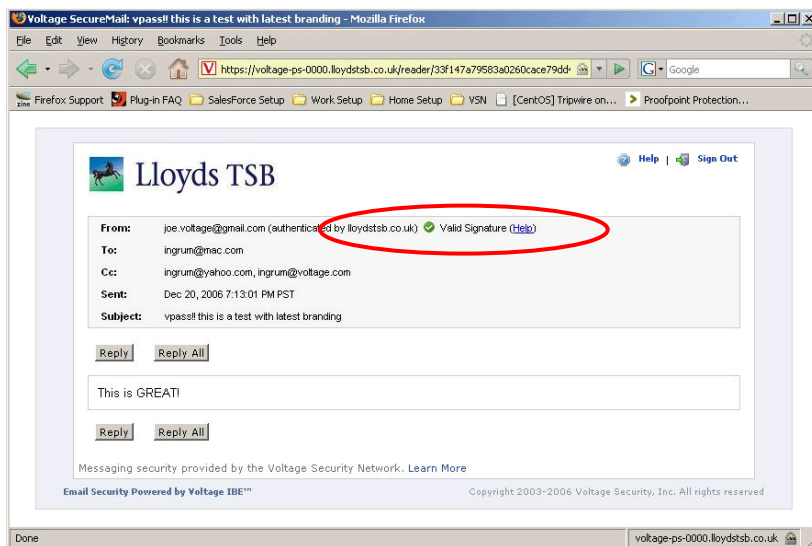 Voltage SecureMail: vpass!! this is a test with latest branding - Mozilla Firefox
File Edit View History Bookmarks Tools Help
V https://voltage-ps-0000.lloydstsb.co.uk/reader/33f147a79583a0260cace79dd G Google
Firefox Support Plug-in FAQ SalesForce Setup Work Setup Home Setup VSN [CentOS] Tripwire on... Proofpoint Protection...
Help | Sign Out
Lloyds TSB
From: joe.voltage@gmail.com (authenticated by lloydstsb.co.uk) Valid Signature (Help)
To: ingrum@mac.com
Cc: ingrum@yahoo.com, ingrum@voltage.com
Sent: Dec 20, 2006 7:13:01 PM PST
Subject: vpass!! this is a test with latest branding
Reply Reply All
This is GREAT!
Reply Reply All
Messaging security provided by the Voltage Security Network. Learn More
Email Security Powered by Voltage IBE™ Copyright 2003-2006 Voltage Security, Inc. All rights reserved
Done voltage-ps-0000.lloydstsb.co.uk